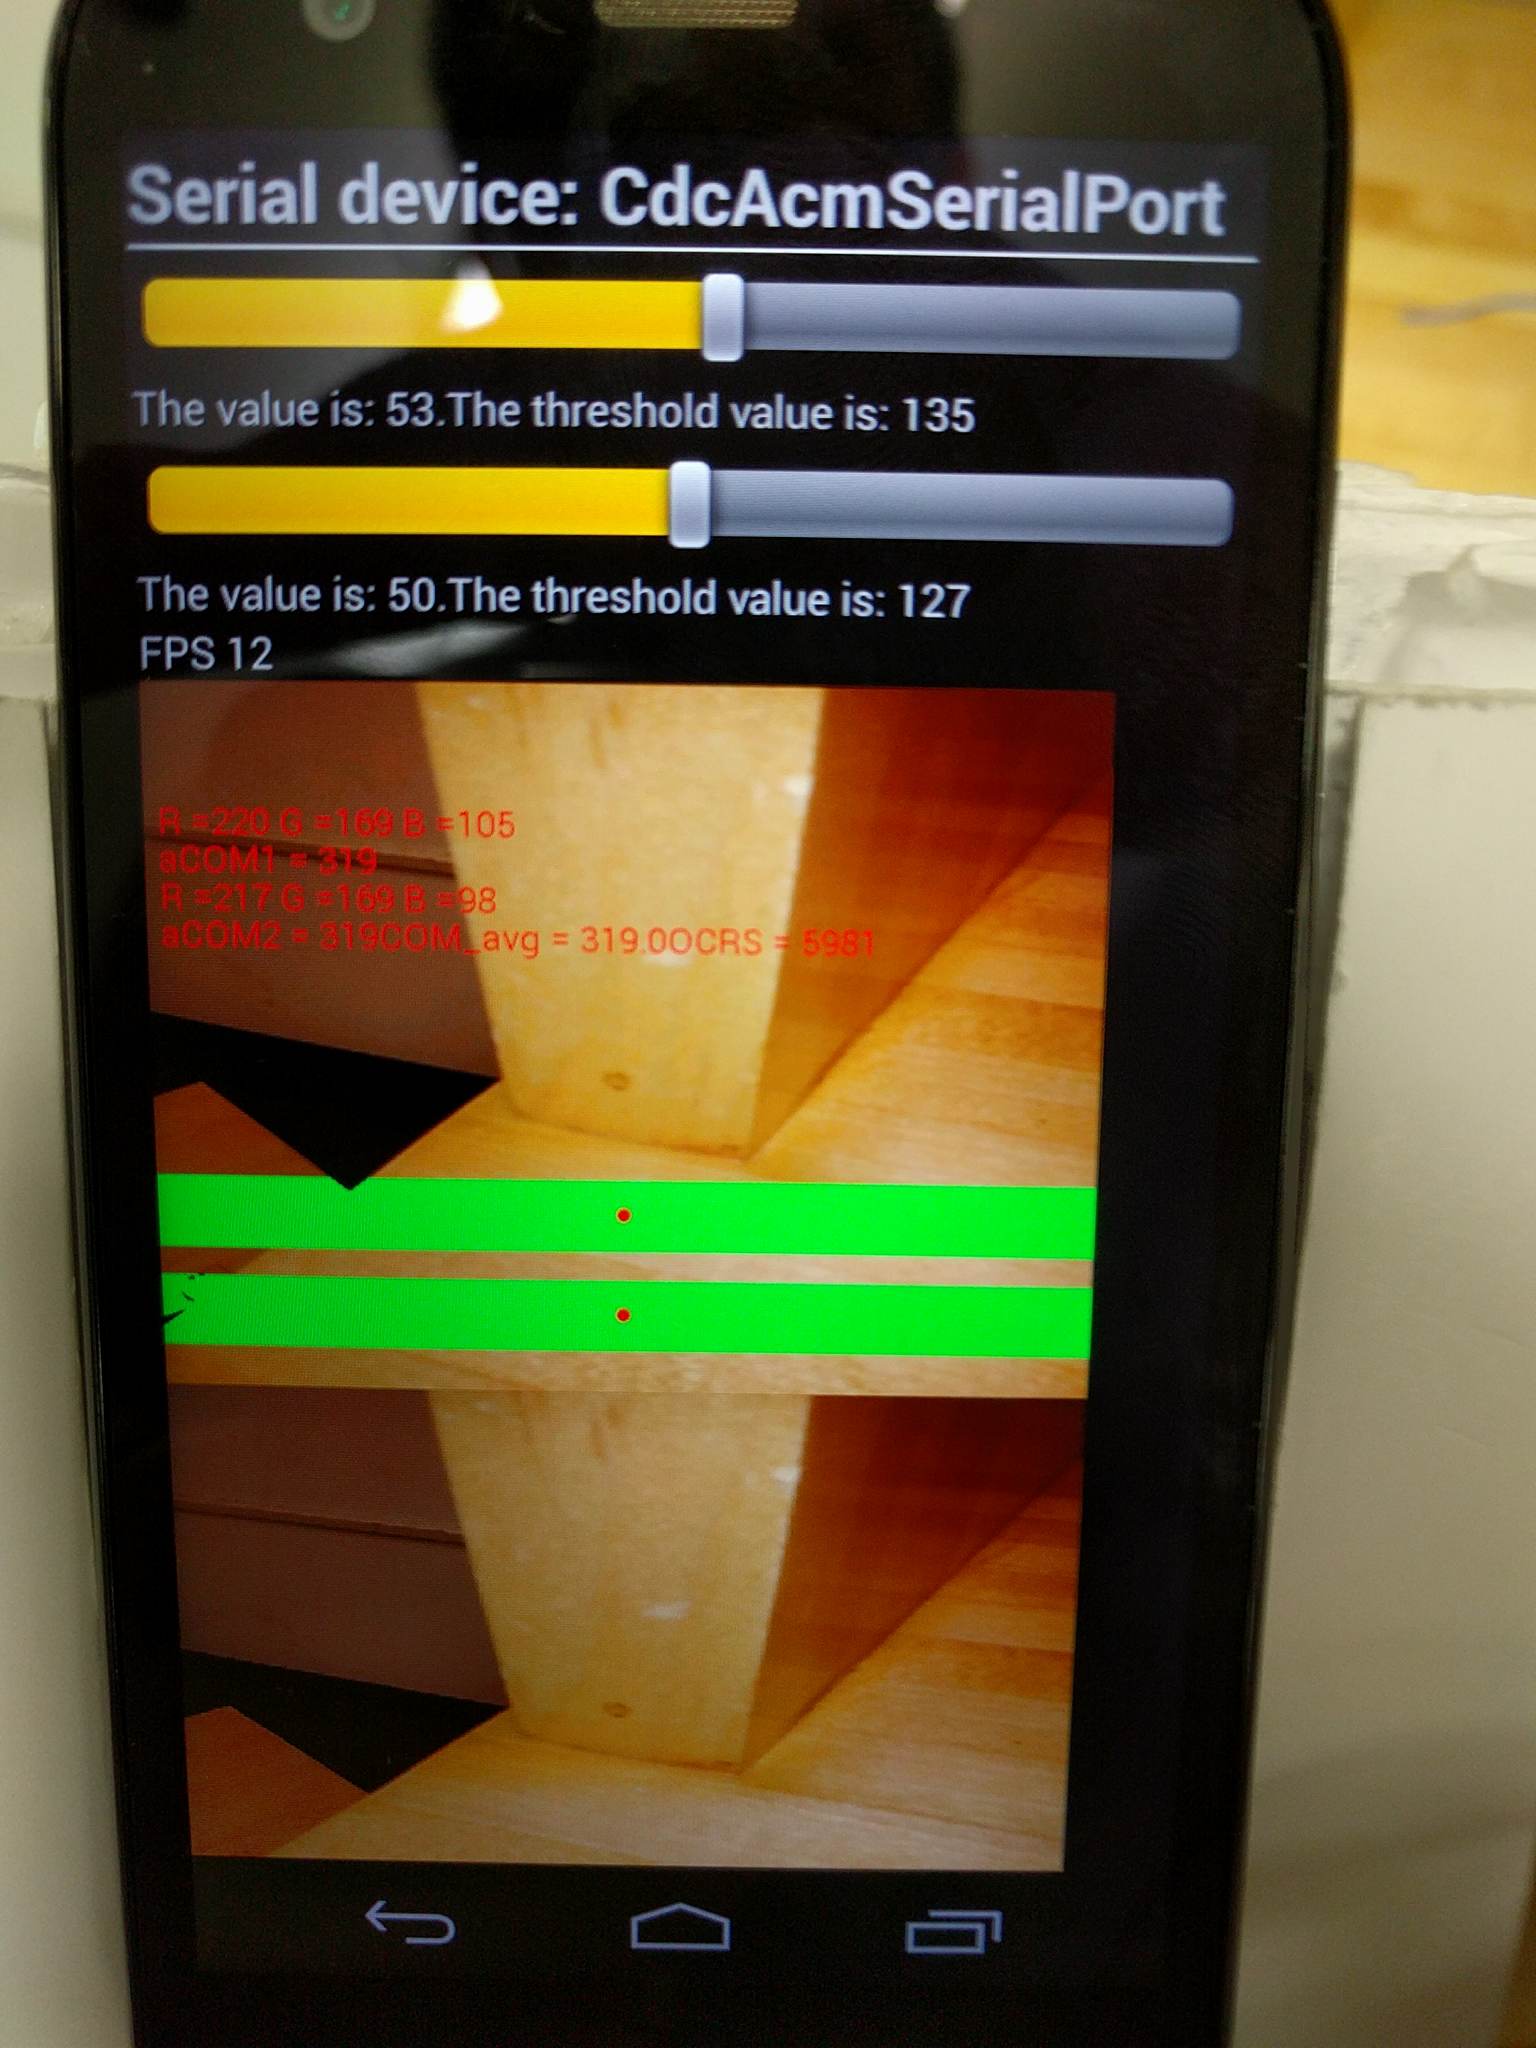 Serial device: CdcAcmSerialPort
The value is: 53.The threshold value is: 135
The value is: 50.The threshold value is: 127
FPS 12
R =220 G =169 B =105
aCOM1 = 319
R =217 G =169 B =98
aCOM2 = 319COM_avg = 319.0OCRS = 5981